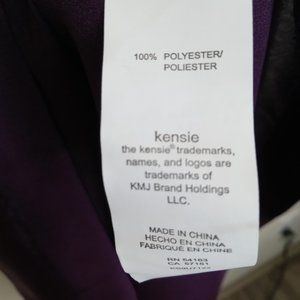 100% POLYESTER/
POLIESTER
kensie
the kensie® trademarks,
names, and logos are
trademarks of
KMJ Brand Holdings
LLC.
MADE IN CHINA
HECHO EN CHINA
FABRIQUÉ EN CHINE
RN 54163
CA 57151